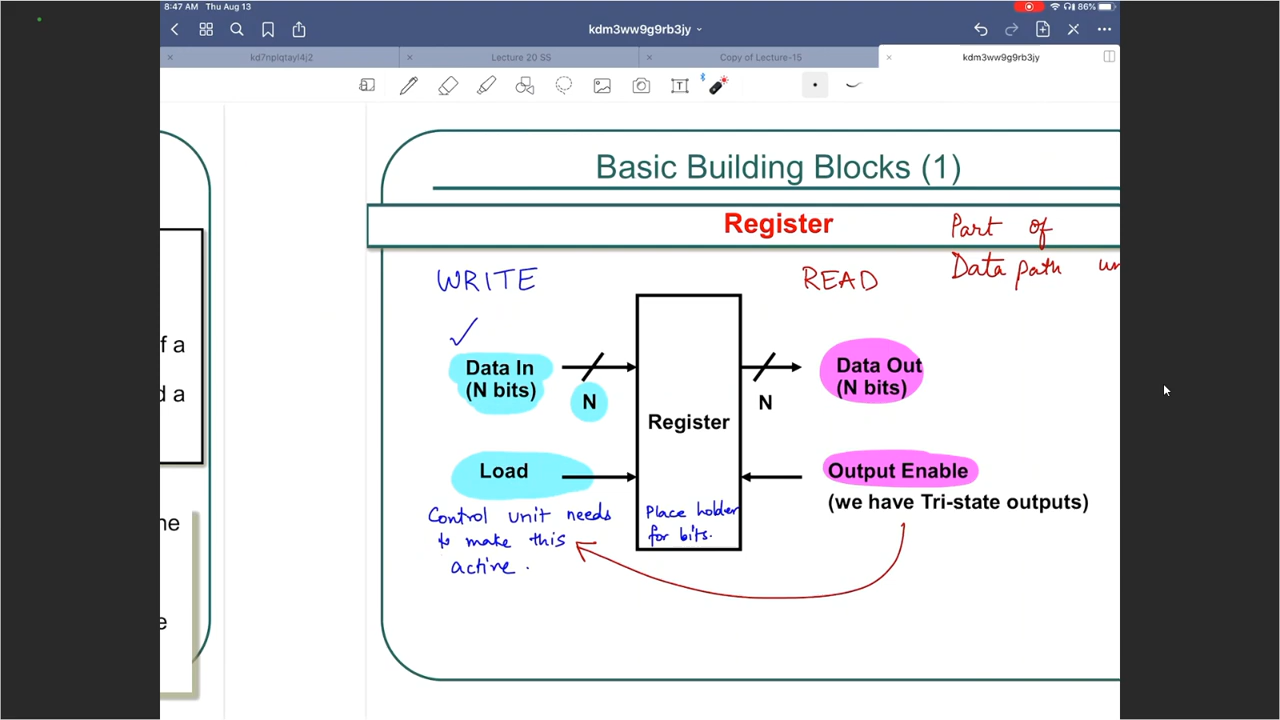 8:47 AM Thu Aug 13
86%
kdm3ww9g9rb3jy
kd7nplqtayl4j2
Lecture 20 SS
Copy of Lecture-15
kdm3ww9g9rb3jy
Basic Building Blocks (1)
Register
Part of
Data path un
WRITE
READ
f a
d a
ne
e
Data In
(N bits)
N
Load
Control unit needs
to make this
active.
Register
Place holder
for bits.
N
Data Out
(N bits)
Output Enable
(we have Tri-state outputs)